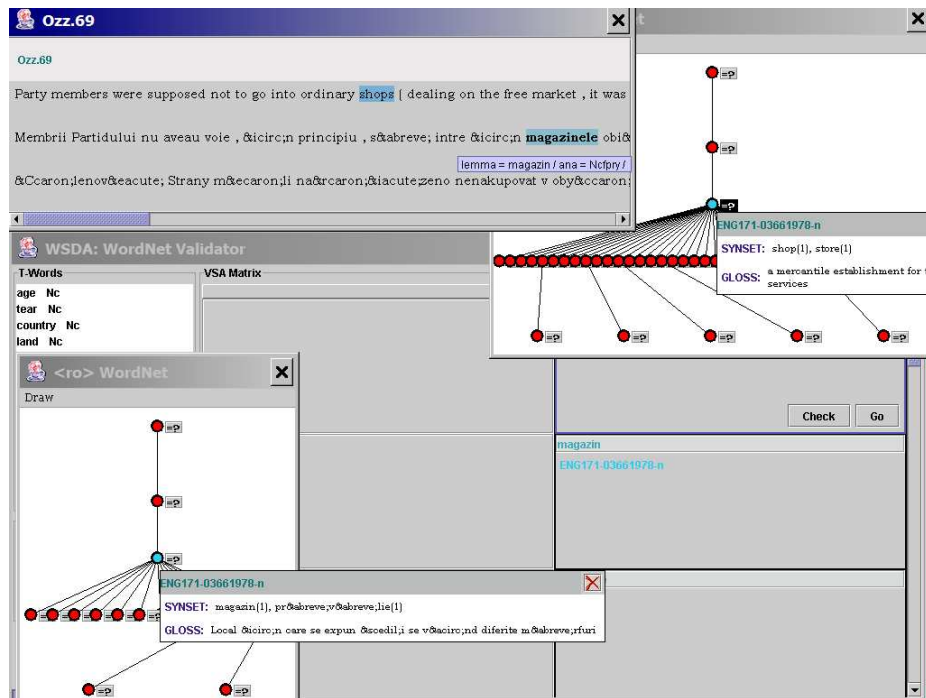 Ozz.69
Ozz.69
Party members were supposed not to go into ordinary shops ( dealing on the free market , it was
Membrii Partidului nu aveau voie , &icirc;n principiu , s&abreve; intre &icirc;n magazinele obi&
lemma = magazin / ana = Ncfpry /
&Ccaron;lenov&eacute; Strany m&ecaron;li na&rcaron;&iacute;zeno nenakupovat v oby&ccaron;
=?
=?
=?
ENG171-03661978-n
SYNSET: shop(1), store(1)
GLOSS: a mercantile establishment for
services
=?
=?
=?
=?
=?
WSDA: WordNet Validator
T-Words
VSA Matrix
age Nc
tear Nc
country Nc
land Nc
<ro> WordNet
Draw
=?
=?
=?
ENG171-03661978-n
SYNSET: magazin(1), pr&abreve;v&abreve;lie(1)
GLOSS: Local &icirc;n care se expun &scedil;i se v&acirc;nd diferite m&abreve;rfuri
=?
=?
=?
=?
=?
=?
=?
Check
Go
magazin
ENG171-03661978-n